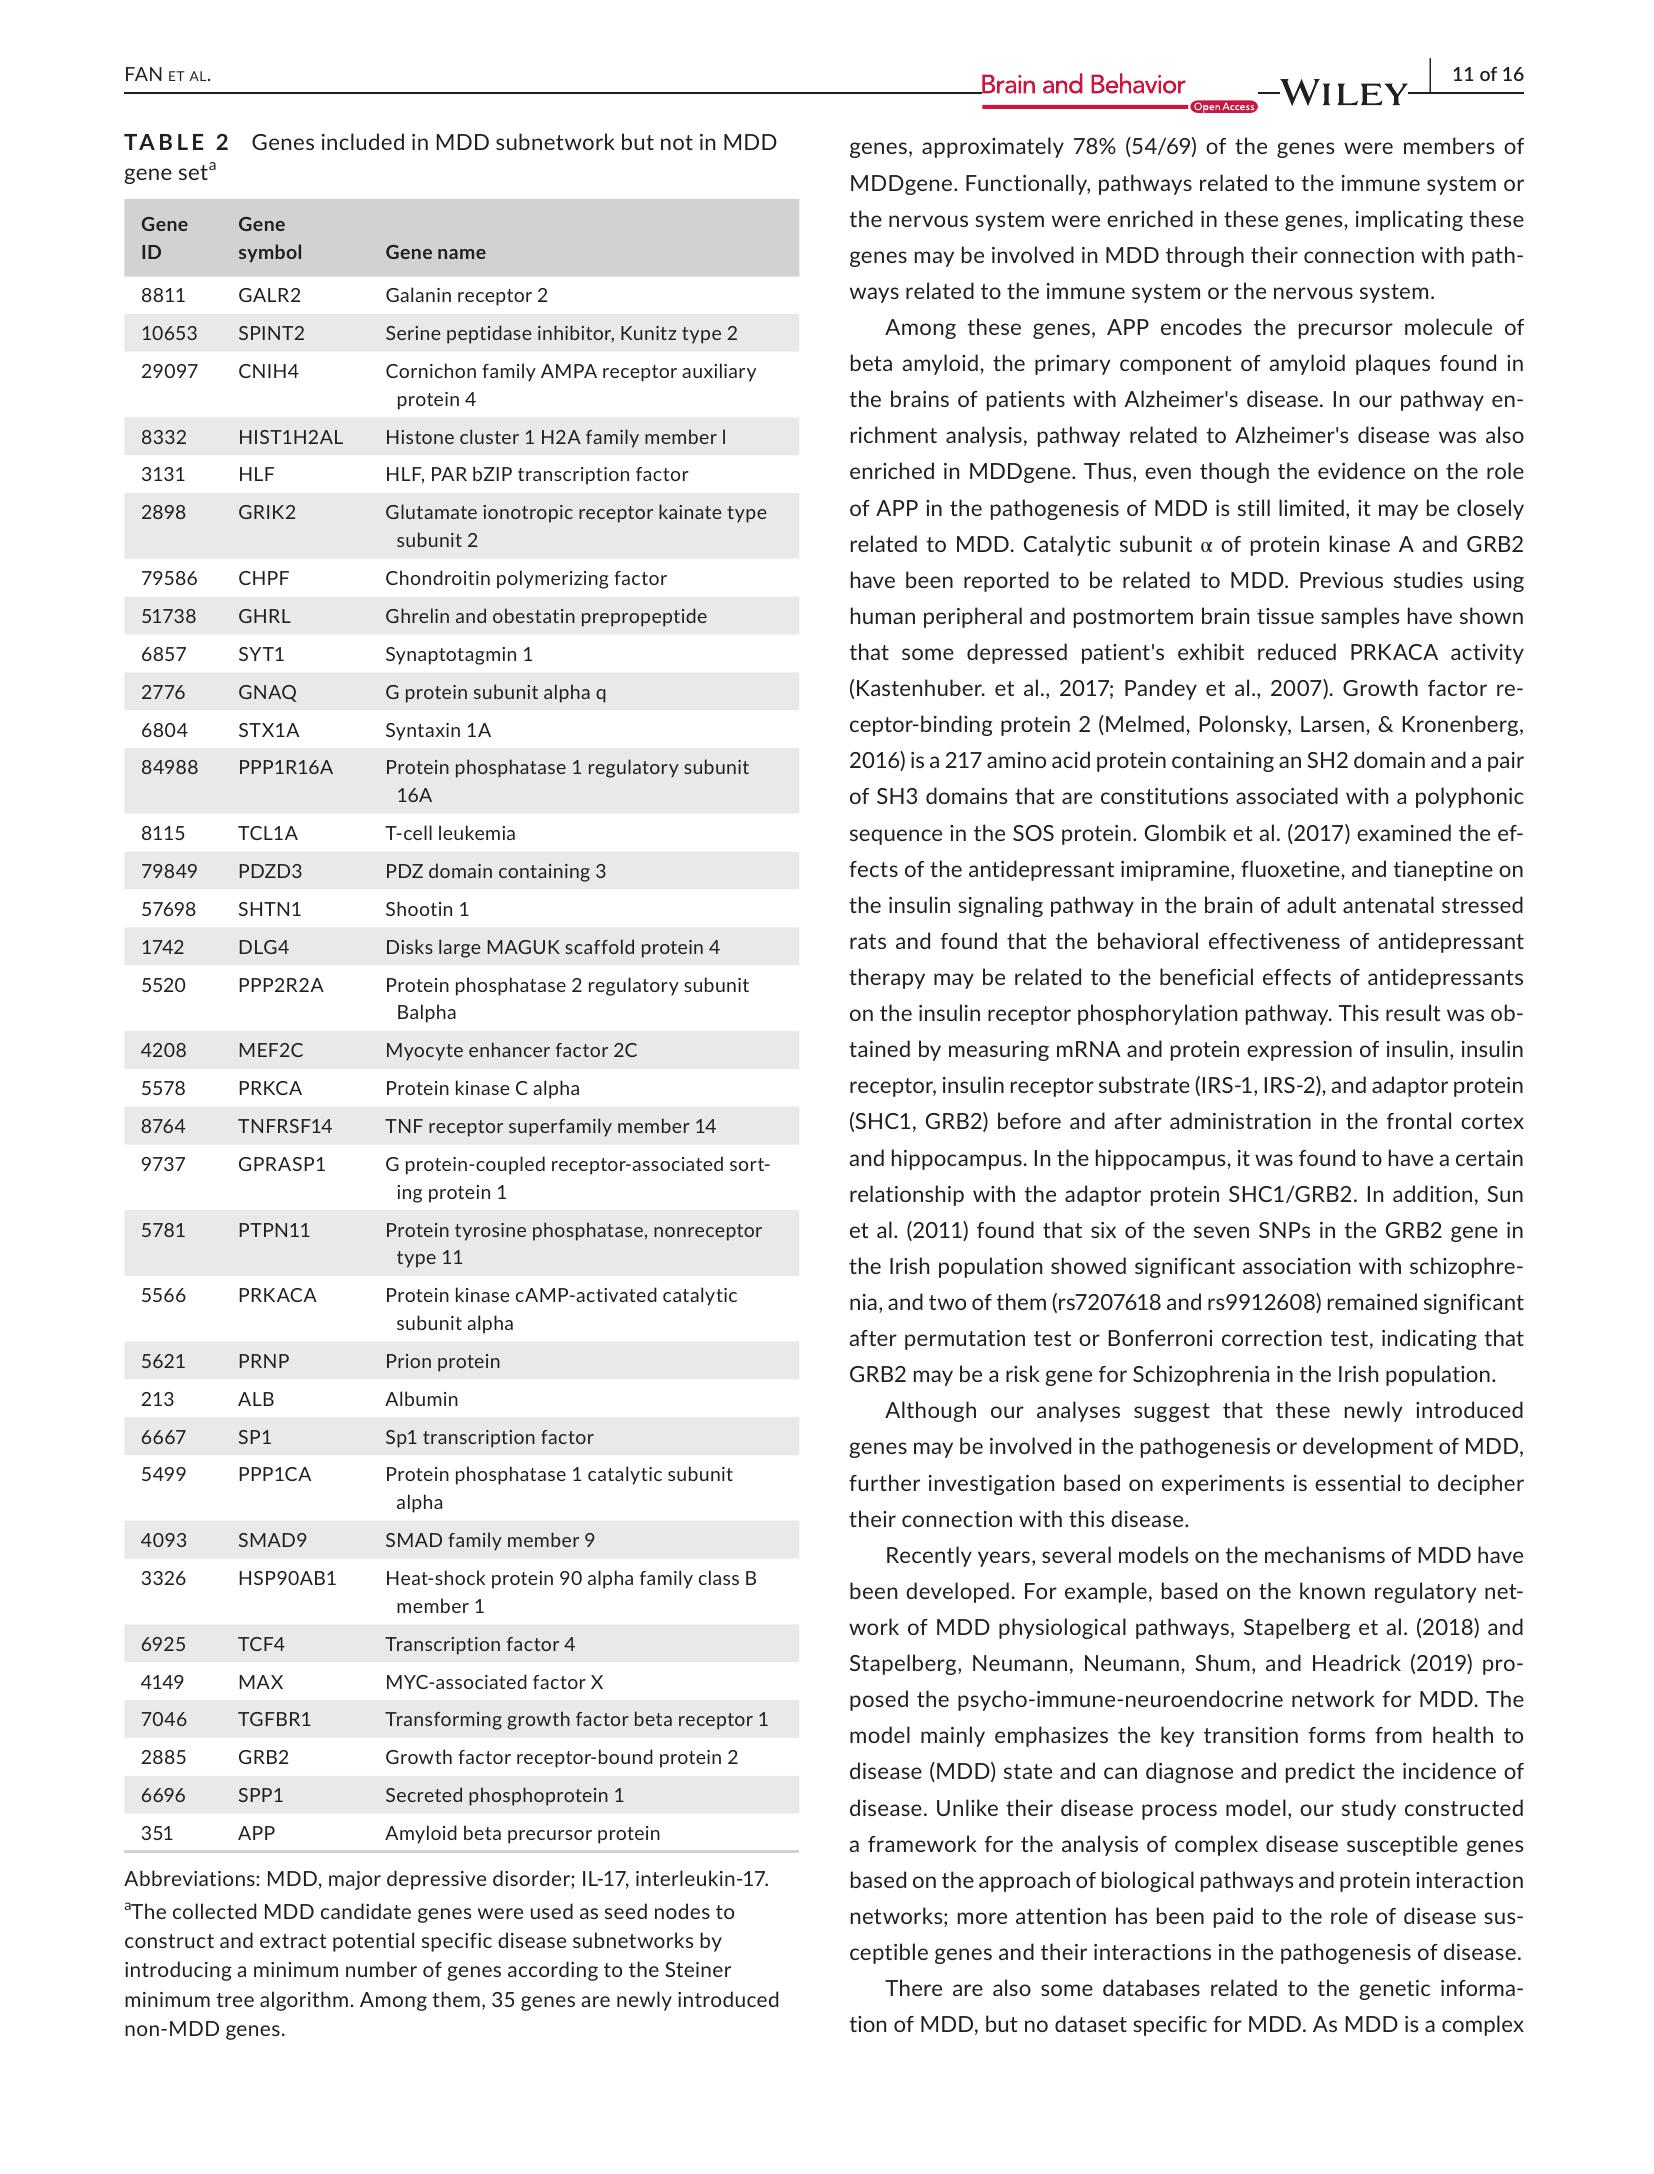 FAN ET AL.
Brain and Behavior
Open Access
WILEY
11 of 16
TABLE 2 Genes included in MDD subnetwork but not in MDD
gene setᵃ
Gene ID Gene symbol Gene name
8811 GALR2 Galanin receptor 2
10653 SPINT2 Serine peptidase inhibitor, Kunitz type 2
29097 CNIH4 Cornichon family AMPA receptor auxiliary
protein 4
8332 HIST1H2AL Histone cluster 1 H2A family member l
3131 HLF HLF, PAR bZIP transcription factor
2898 GRIK2 Glutamate ionotropic receptor kainate type
subunit 2
79586 CHPF Chondroitin polymerizing factor
51738 GHRL Ghrelin and obestatin prepropeptide
6857 SYT1 Synaptotagmin 1
2776 GNAQ G protein subunit alpha q
6804 STX1A Syntaxin 1A
84988 PPP1R16A Protein phosphatase 1 regulatory subunit
16A
8115 TCL1A T-cell leukemia
79849 PDZD3 PDZ domain containing 3
57698 SHTN1 Shootin 1
1742 DLG4 Disks large MAGUK scaffold protein 4
5520 PPP2R2A Protein phosphatase 2 regulatory subunit
Balpha
4208 MEF2C Myocyte enhancer factor 2C
5578 PRKCA Protein kinase C alpha
8764 TNFRSF14 TNF receptor superfamily member 14
9737 GPRASP1 G protein-coupled receptor-associated sort-
ing protein 1
5781 PTPN11 Protein tyrosine phosphatase, nonreceptor
type 11
5566 PRKACA Protein kinase cAMP-activated catalytic
subunit alpha
5621 PRNP Prion protein
213 ALB Albumin
6667 SP1 Sp1 transcription factor
5499 PPP1CA Protein phosphatase 1 catalytic subunit
alpha
4093 SMAD9 SMAD family member 9
3326 HSP90AB1 Heat-shock protein 90 alpha family class B
member 1
6925 TCF4 Transcription factor 4
4149 MAX MYC-associated factor X
7046 TGFBR1 Transforming growth factor beta receptor 1
2885 GRB2 Growth factor receptor-bound protein 2
6696 SPP1 Secreted phosphoprotein 1
351 APP Amyloid beta precursor protein
Abbreviations: MDD, major depressive disorder; IL-17, interleukin-17.
ᵃThe collected MDD candidate genes were used as seed nodes to
construct and extract potential specific disease subnetworks by
introducing a minimum number of genes according to the Steiner
minimum tree algorithm. Among them, 35 genes are newly introduced
non-MDD genes.
genes, approximately 78% (54/69) of the genes were members of
MDDgene. Functionally, pathways related to the immune system or
the nervous system were enriched in these genes, implicating these
genes may be involved in MDD through their connection with path-
ways related to the immune system or the nervous system.
Among these genes, APP encodes the precursor molecule of
beta amyloid, the primary component of amyloid plaques found in
the brains of patients with Alzheimer's disease. In our pathway en-
richment analysis, pathway related to Alzheimer's disease was also
enriched in MDDgene. Thus, even though the evidence on the role
of APP in the pathogenesis of MDD is still limited, it may be closely
related to MDD. Catalytic subunit α of protein kinase A and GRB2
have been reported to be related to MDD. Previous studies using
human peripheral and postmortem brain tissue samples have shown
that some depressed patient's exhibit reduced PRKACA activity
(Kastenhuber. et al., 2017; Pandey et al., 2007). Growth factor re-
ceptor-binding protein 2 (Melmed, Polonsky, Larsen, & Kronenberg,
2016) is a 217 amino acid protein containing an SH2 domain and a pair
of SH3 domains that are constitutions associated with a polyphonic
sequence in the SOS protein. Glombik et al. (2017) examined the ef-
fects of the antidepressant imipramine, fluoxetine, and tianeptine on
the insulin signaling pathway in the brain of adult antenatal stressed
rats and found that the behavioral effectiveness of antidepressant
therapy may be related to the beneficial effects of antidepressants
on the insulin receptor phosphorylation pathway. This result was ob-
tained by measuring mRNA and protein expression of insulin, insulin
receptor, insulin receptor substrate (IRS-1, IRS-2), and adaptor protein
(SHC1, GRB2) before and after administration in the frontal cortex
and hippocampus. In the hippocampus, it was found to have a certain
relationship with the adaptor protein SHC1/GRB2. In addition, Sun
et al. (2011) found that six of the seven SNPs in the GRB2 gene in
the Irish population showed significant association with schizophre-
nia, and two of them (rs7207618 and rs9912608) remained significant
after permutation test or Bonferroni correction test, indicating that
GRB2 may be a risk gene for Schizophrenia in the Irish population.
Although our analyses suggest that these newly introduced
genes may be involved in the pathogenesis or development of MDD,
further investigation based on experiments is essential to decipher
their connection with this disease.
Recently years, several models on the mechanisms of MDD have
been developed. For example, based on the known regulatory net-
work of MDD physiological pathways, Stapelberg et al. (2018) and
Stapelberg, Neumann, Neumann, Shum, and Headrick (2019) pro-
posed the psycho-immune-neuroendocrine network for MDD. The
model mainly emphasizes the key transition forms from health to
disease (MDD) state and can diagnose and predict the incidence of
disease. Unlike their disease process model, our study constructed
a framework for the analysis of complex disease susceptible genes
based on the approach of biological pathways and protein interaction
networks; more attention has been paid to the role of disease sus-
ceptible genes and their interactions in the pathogenesis of disease.
There are also some databases related to the genetic informa-
tion of MDD, but no dataset specific for MDD. As MDD is a complex